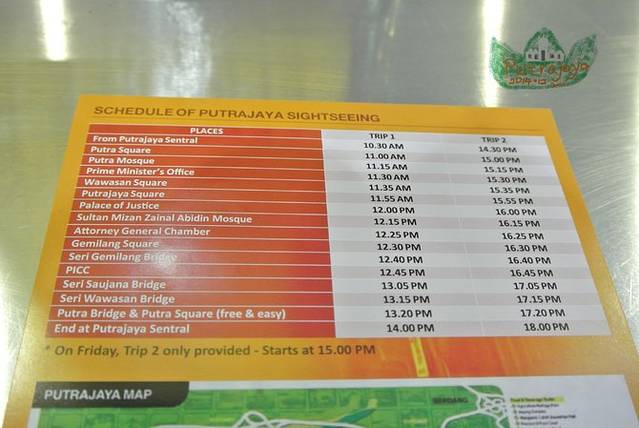 Putrajaya
SCHEDULE OF PUTRAJAYA SIGHTSEEING
PLACES TRIP 1 TRIP 2
From Putrajaya Sentral 10.30 AM 14.30 PM
Putra Square 11.00 AM 15.00 PM
Putra Mosque 11.15 AM 15.15 PM
Prime Minister's Office 11.30 AM 15.30 PM
Wawasan Square 11.35 AM 15.35 PM
Putrajaya Square 11.55 AM 15.55 PM
Palace of Justice 12.00 PM 16.00 PM
Sultan Mizan Zainal Abidin Mosque 12.15 PM 16.15 PM
Attorney General Chamber 12.25 PM 16.25 PM
Gemilang Square 12.30 PM 16.30 PM
Seri Gemilang Bridge 12.40 PM 16.40 PM
PICC 12.45 PM 16.45 PM
Seri Saujana Bridge 13.05 PM 17.05 PM
Seri Wawasan Bridge 13.15 PM 17.15 PM
Putra Bridge & Putra Square (free & easy) 13.20 PM 17.20 PM
End at Putrajaya Sentral 14.00 PM 18.00 PM
* On Friday, Trip 2 only provided - Starts at 15.00 PM
PUTRAJAYA MAP
SERDANG